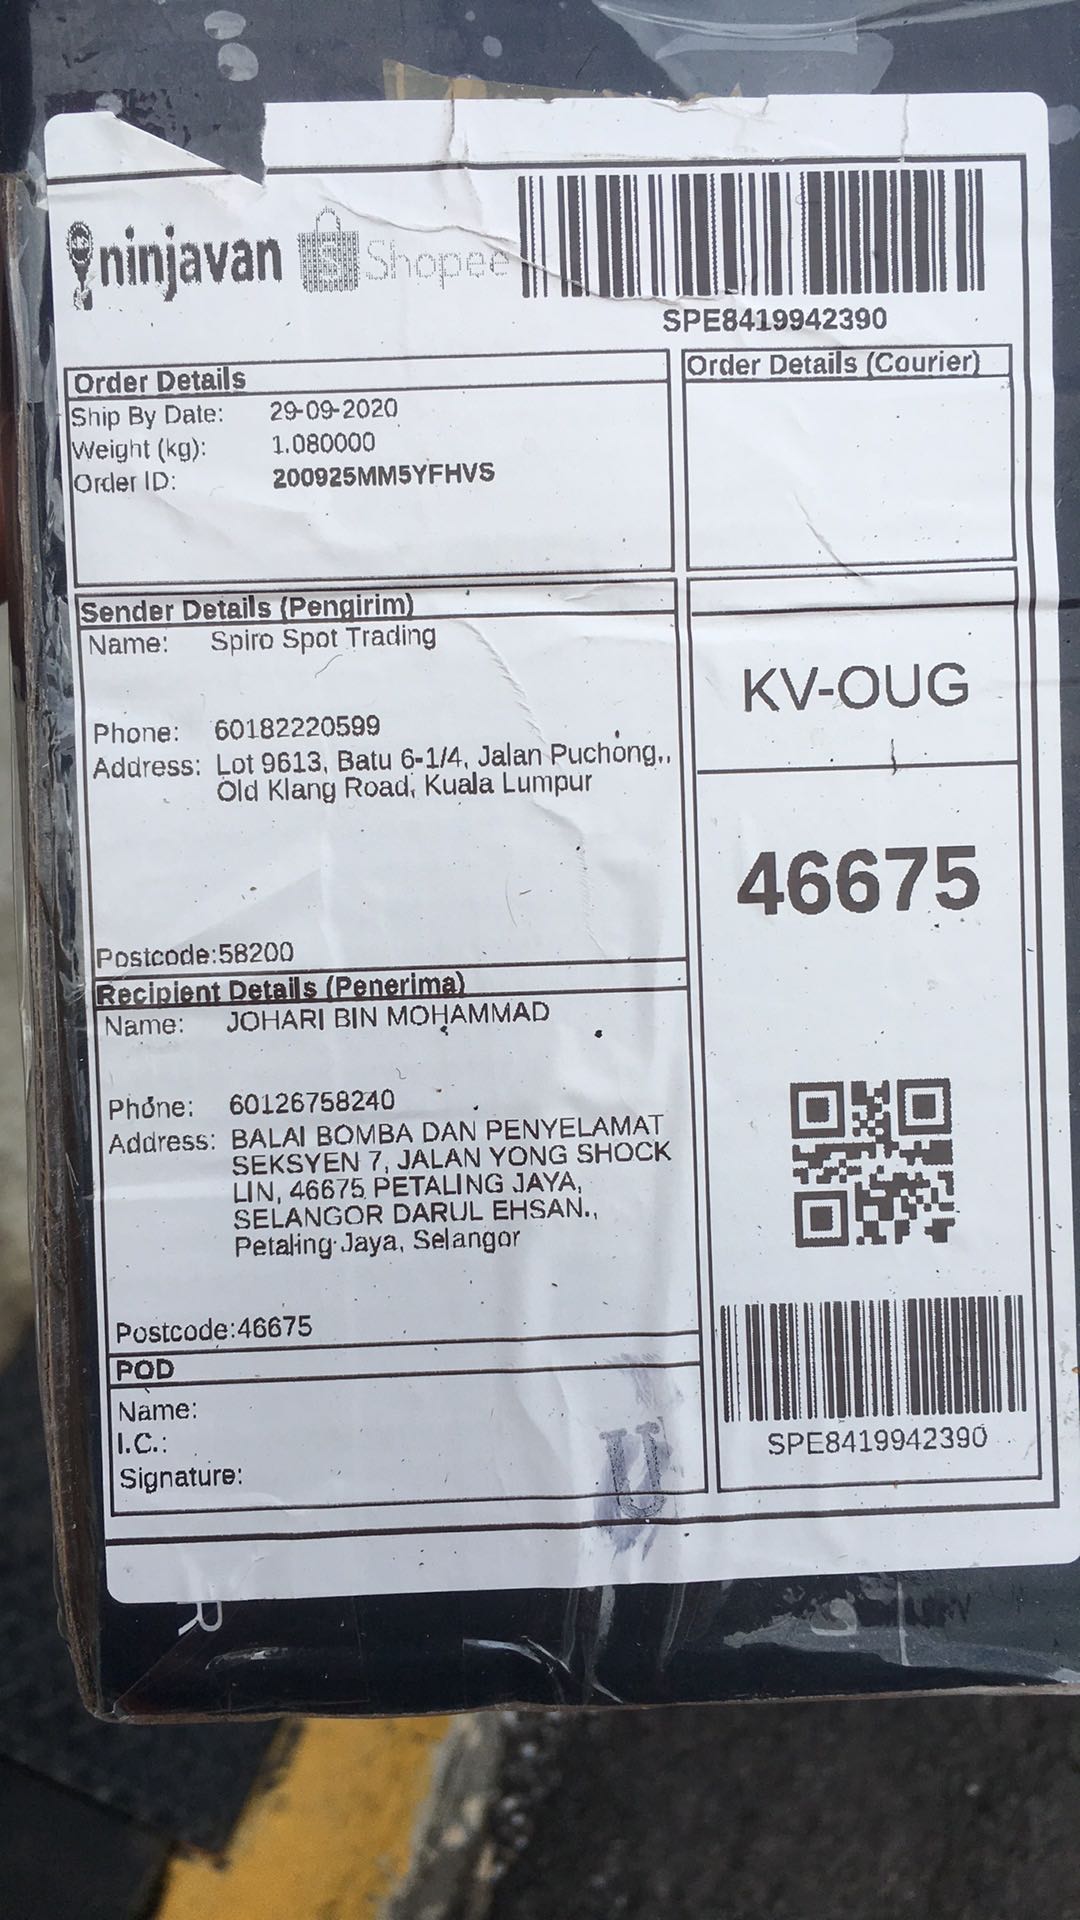 ninjavan
Shopee
SPE8419942390
Order Details
Ship By Date: 29-09-2020
Weight (kg): 1.080000
Order ID: 200925MM5YFHVS
Order Details (Courier)
Sender Details (Pengirim)
Name: Spiro Spot Trading
Phone: 60182220599
Address: Lot 9613, Batu 6-1/4, Jalan Puchong,,
Old Klang Road, Kuala Lumpur
Postcode:58200
KV-OUG
46675
Recipient Details (Penerima)
Name: JOHARI BIN MOHAMMAD
Phone: 60126758240
Address: BALAI BOMBA DAN PENYELAMAT
SEKSYEN 7, JALAN YONG SHOCK
LIN, 46675 PETALING JAYA,
SELANGOR DARUL EHSAN.,
Petaling Jaya, Selangor
Postcode:46675
POD
Name:
I.C.:
Signature:
U
SPE8419942390
R